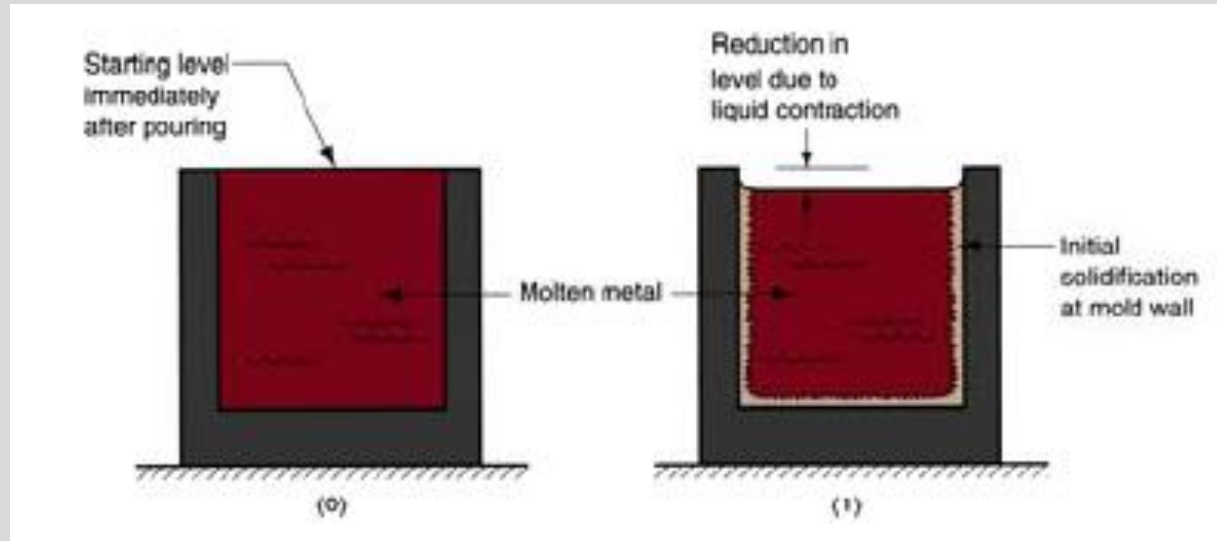 Starting level
immediately
after pouring
Reduction in
level due to
liquid contraction
Molten metal
Initial
solidification
at mold wall
(0)
(1)